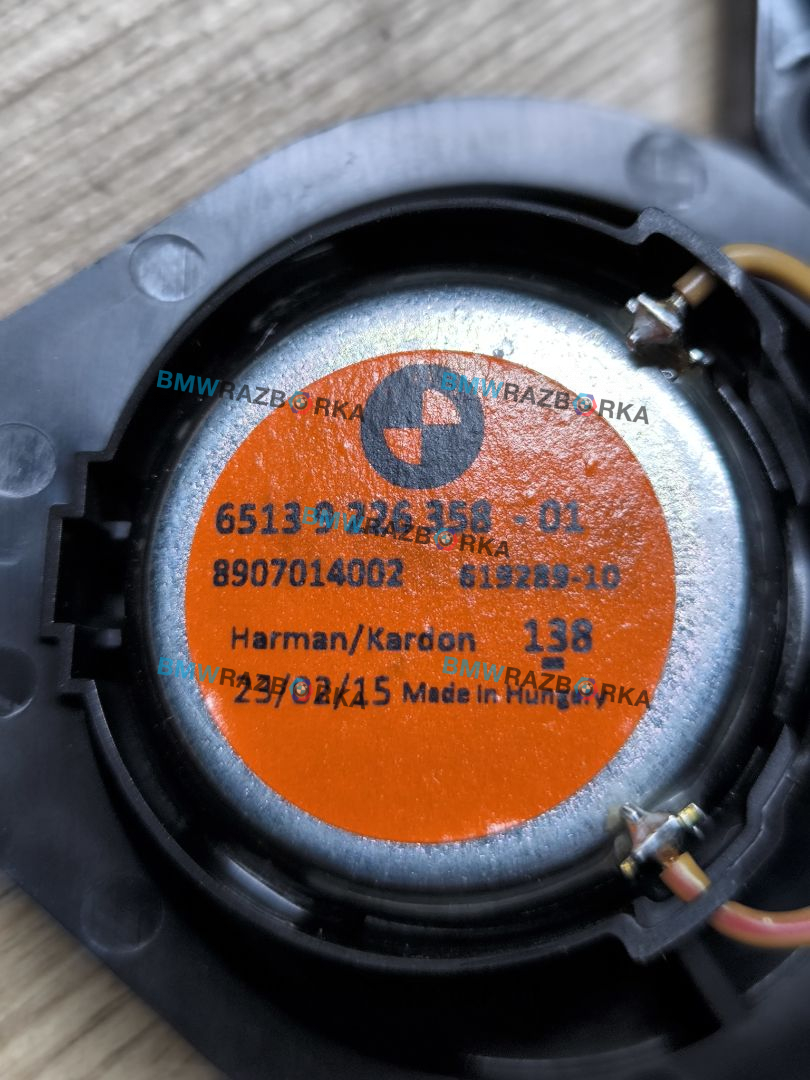 BMWRAZBORKA BMWRAZBORKA
6513 9 226 358 - 01
BMWRAZBORKA
8907014002 619289-10
Harman/Kardon 138
BMWRAZBORKA BMWRAZBORKA
23/02/15 Made in Hungary